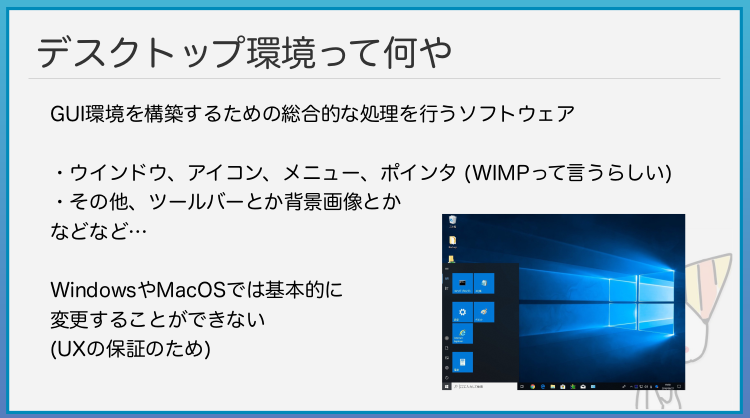 デスクトップ環境って何や
GUI環境を構築するための総合的な処理を行うソフトウェア
・ウインドウ、アイコン、メニュー、ポインタ (WIMPって言うらしい)
・その他、ツールバーとか背景画像とか
などなど…
WindowsやMacOSでは基本的に
変更することができない
(UXの保証のため)